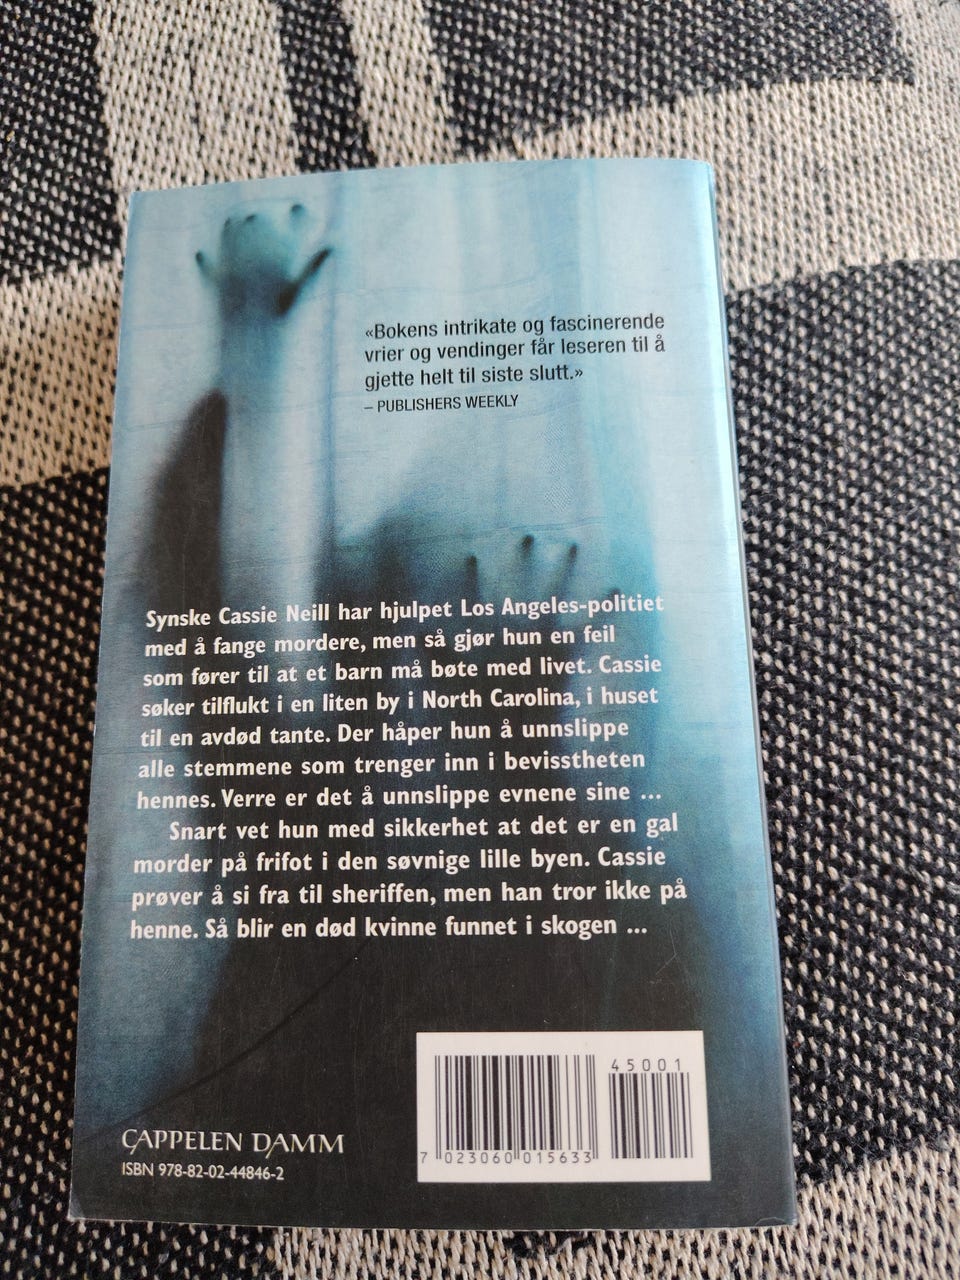 «Bokens intrikate og fascinerende
vrier og vendinger får leseren til å
gjette helt til siste slutt.»
– PUBLISHERS WEEKLY
Synske Cassie Neill har hjulpet Los Angeles-politiet
med å fange mordere, men så gjør hun en feil
som fører til at et barn må bøte med livet. Cassie
søker tilflukt i en liten by i North Carolina, i huset
til en avdød tante. Der håper hun å unnslippe
alle stemmene som trenger inn i bevisstheten
hennes. Verre er det å unnslippe evnene sine ...
Snart vet hun med sikkerhet at det er en gal
morder på frifot i den søvnige lille byen. Cassie
prøver å si fra til sheriffen, men han tror ikke på
henne. Så blir en død kvinne funnet i skogen ...
CAPPELEN DAMM
ISBN 978-82-02-44846-2
45001
7 023060 015633